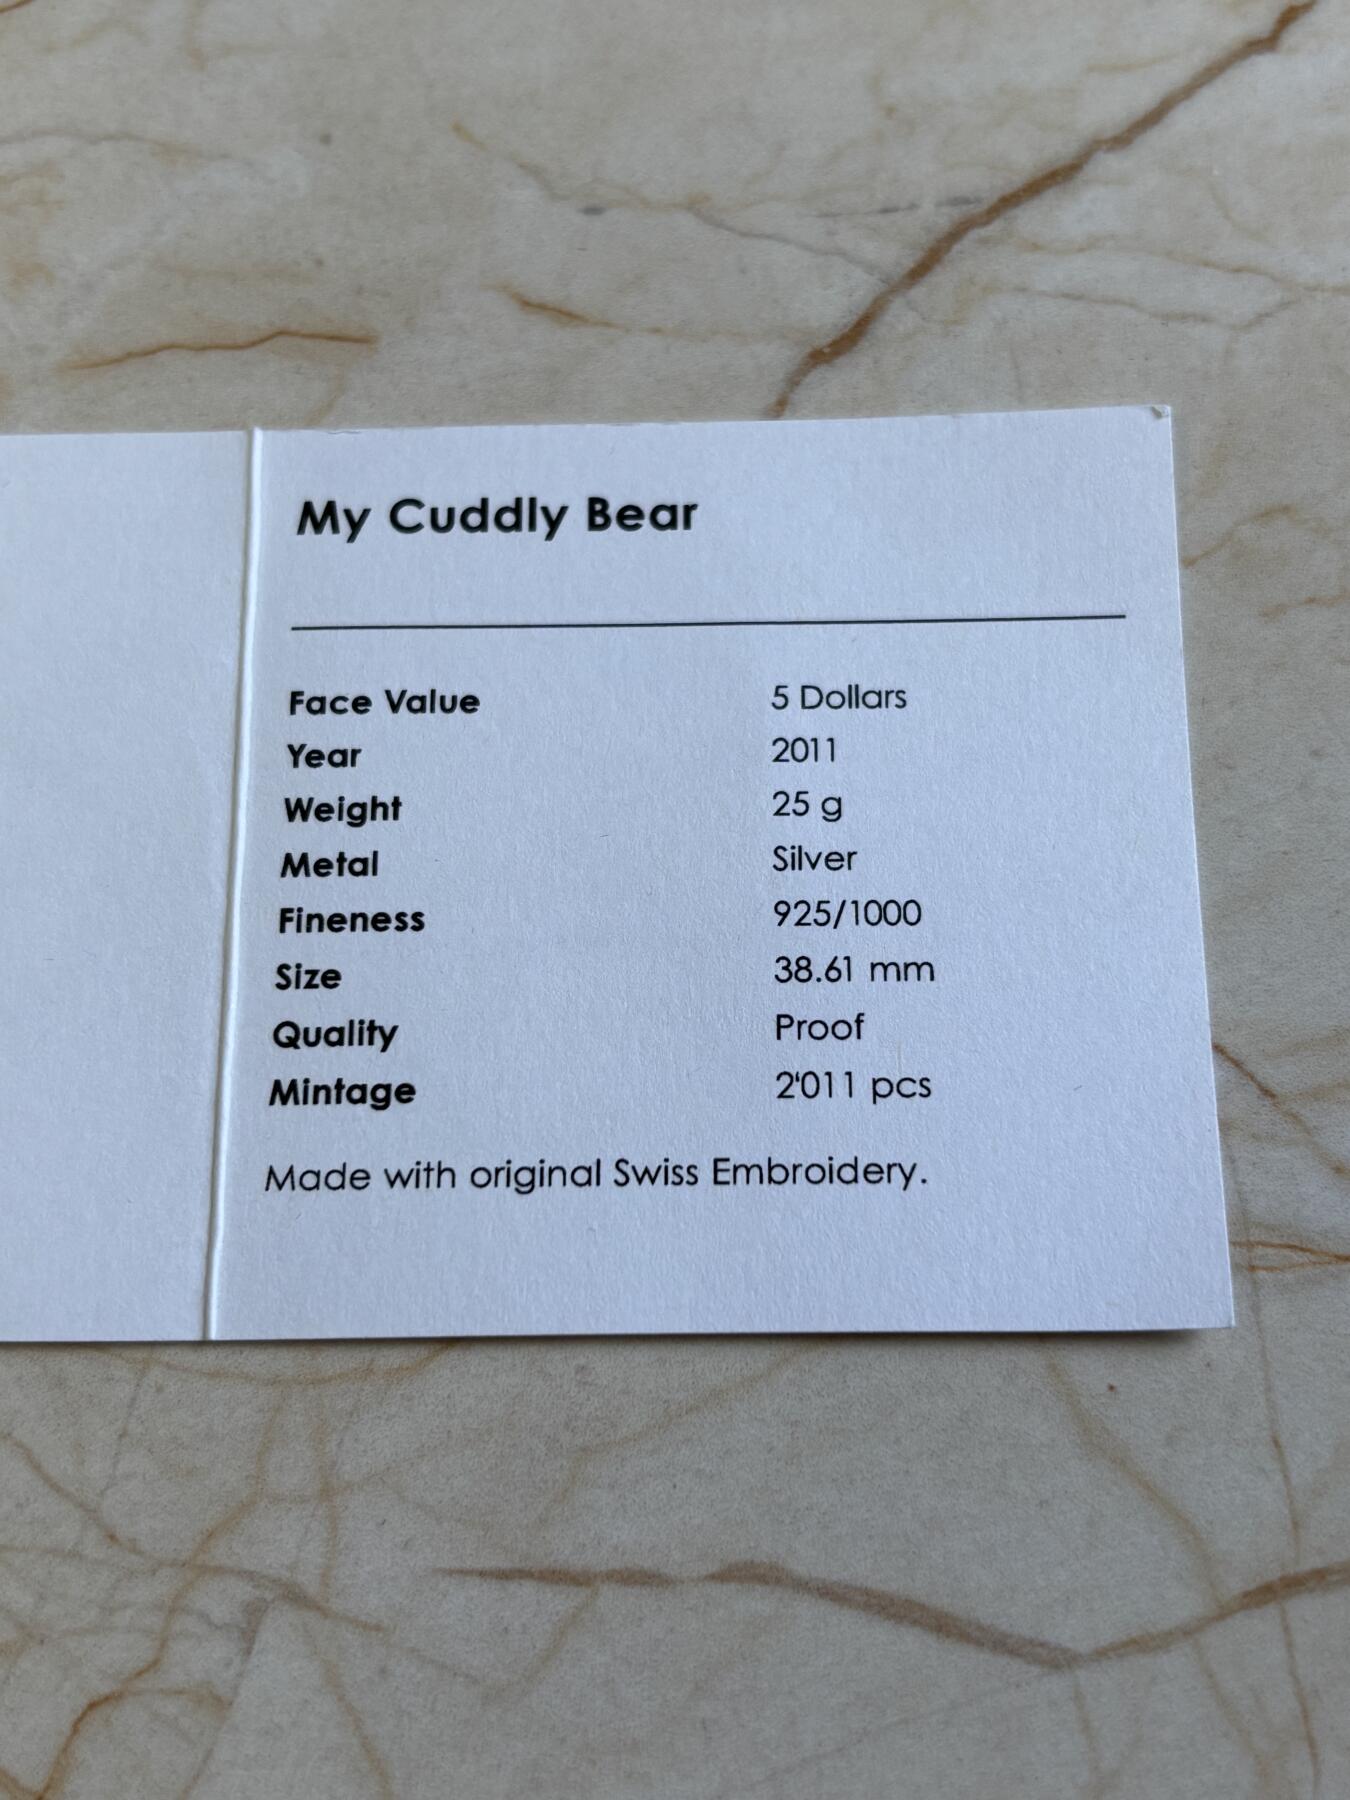 My Cuddly Bear
Face Value 5 Dollars
Year 2011
Weight 25 g
Metal Silver
Fineness 925/1000
Size 38.61 mm
Quality Proof
Mintage 2'011 pcs
Made with original Swiss Embroidery.